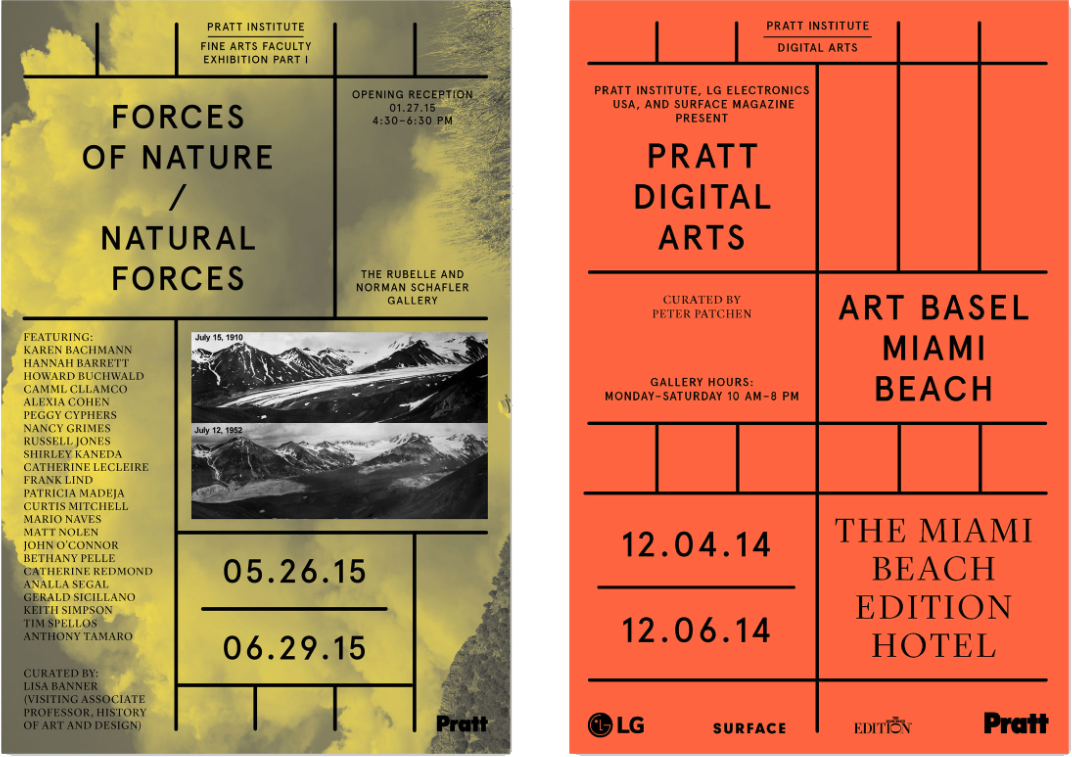 PRATT INSTITUTE
FINE ARTS FACULTY
EXHIBITION PART I
FORCES
OF NATURE
/
NATURAL
FORCES
OPENING RECEPTION
01.27.15
4:30–6:30 PM
THE RUBELLE AND
NORMAN SCHAFLER
GALLERY
FEATURING:
KAREN BACHMANN
HANNAH BARRETT
HOWARD BUCHWALD
CAMML CLLAMCO
ALEXIA COHEN
PEGGY CYPHERS
NANCY GRIMES
RUSSELL JONES
SHIRLEY KANEDA
CATHERINE LECLEIRE
FRANK LIND
PATRICIA MADEJA
CURTIS MITCHELL
MARIO NAVES
MATT NOLEN
JOHN O'CONNOR
BETHANY PELLE
CATHERINE REDMOND
ANALLA SEGAL
GERALD SICILLANO
KEITH SIMPSON
TIM SPELLOS
ANTHONY TAMARO
CURATED BY:
LISA BANNER
(VISITING ASSOCIATE
PROFESSOR, HISTORY
OF ART AND DESIGN)
July 15, 1910
July 12, 1952
05.26.15
06.29.15
Pratt
PRATT INSTITUTE
DIGITAL ARTS
PRATT INSTITUTE, LG ELECTRONICS
USA, AND SURFACE MAGAZINE
PRESENT
PRATT
DIGITAL
ARTS
CURATED BY
PETER PATCHEN
GALLERY HOURS:
MONDAY–SATURDAY 10 AM–8 PM
ART BASEL
MIAMI
BEACH
12.04.14
12.06.14
THE MIAMI
BEACH
EDITION
HOTEL
LG
SURFACE
EDITION
Pratt